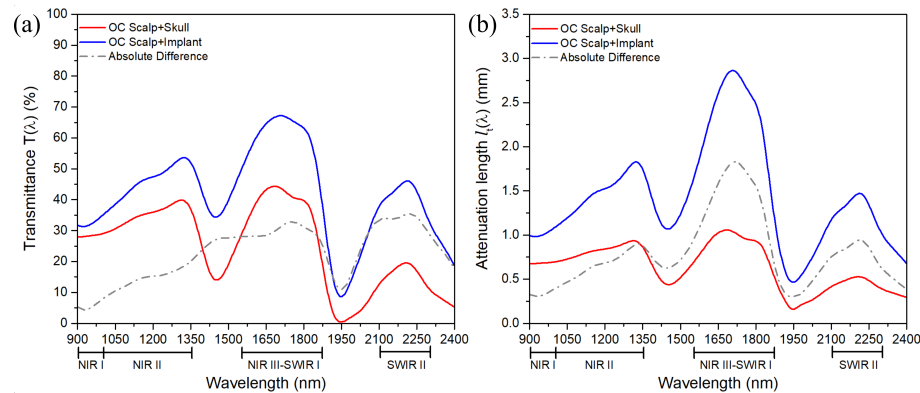 (a)
OC Scalp+Skull
OC Scalp+Implant
Absolute Difference
Transmittance T(λ) (%)
100
90
80
70
60
50
40
30
20
10
0
900 1050 1200 1350 1500 1650 1800 1950 2100 2250 2400
NIR I NIR II NIR III-SWIR I SWIR II
Wavelength (nm)
(b)
OC Scalp+Skull
OC Scalp+Implant
Absolute Difference
Attenuation length lt(λ) (mm)
3.5
3.0
2.5
2.0
1.5
1.0
0.5
0.0
900 1050 1200 1350 1500 1650 1800 1950 2100 2250 2400
NIR I NIR II NIR III-SWIR I SWIR II
Wavelength (nm)